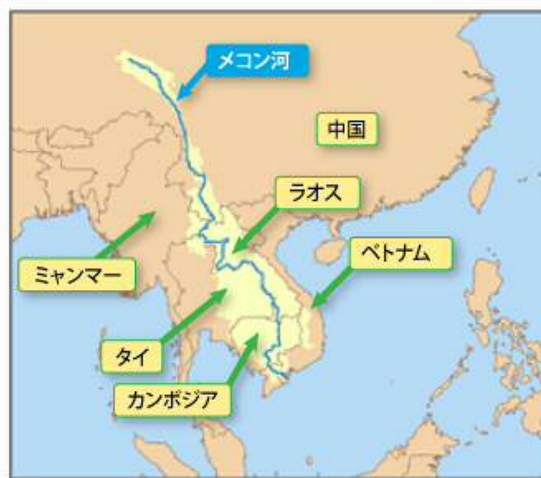 メコン河
中国
ラオス
ベトナム
ミャンマー
タイ
カンボジア